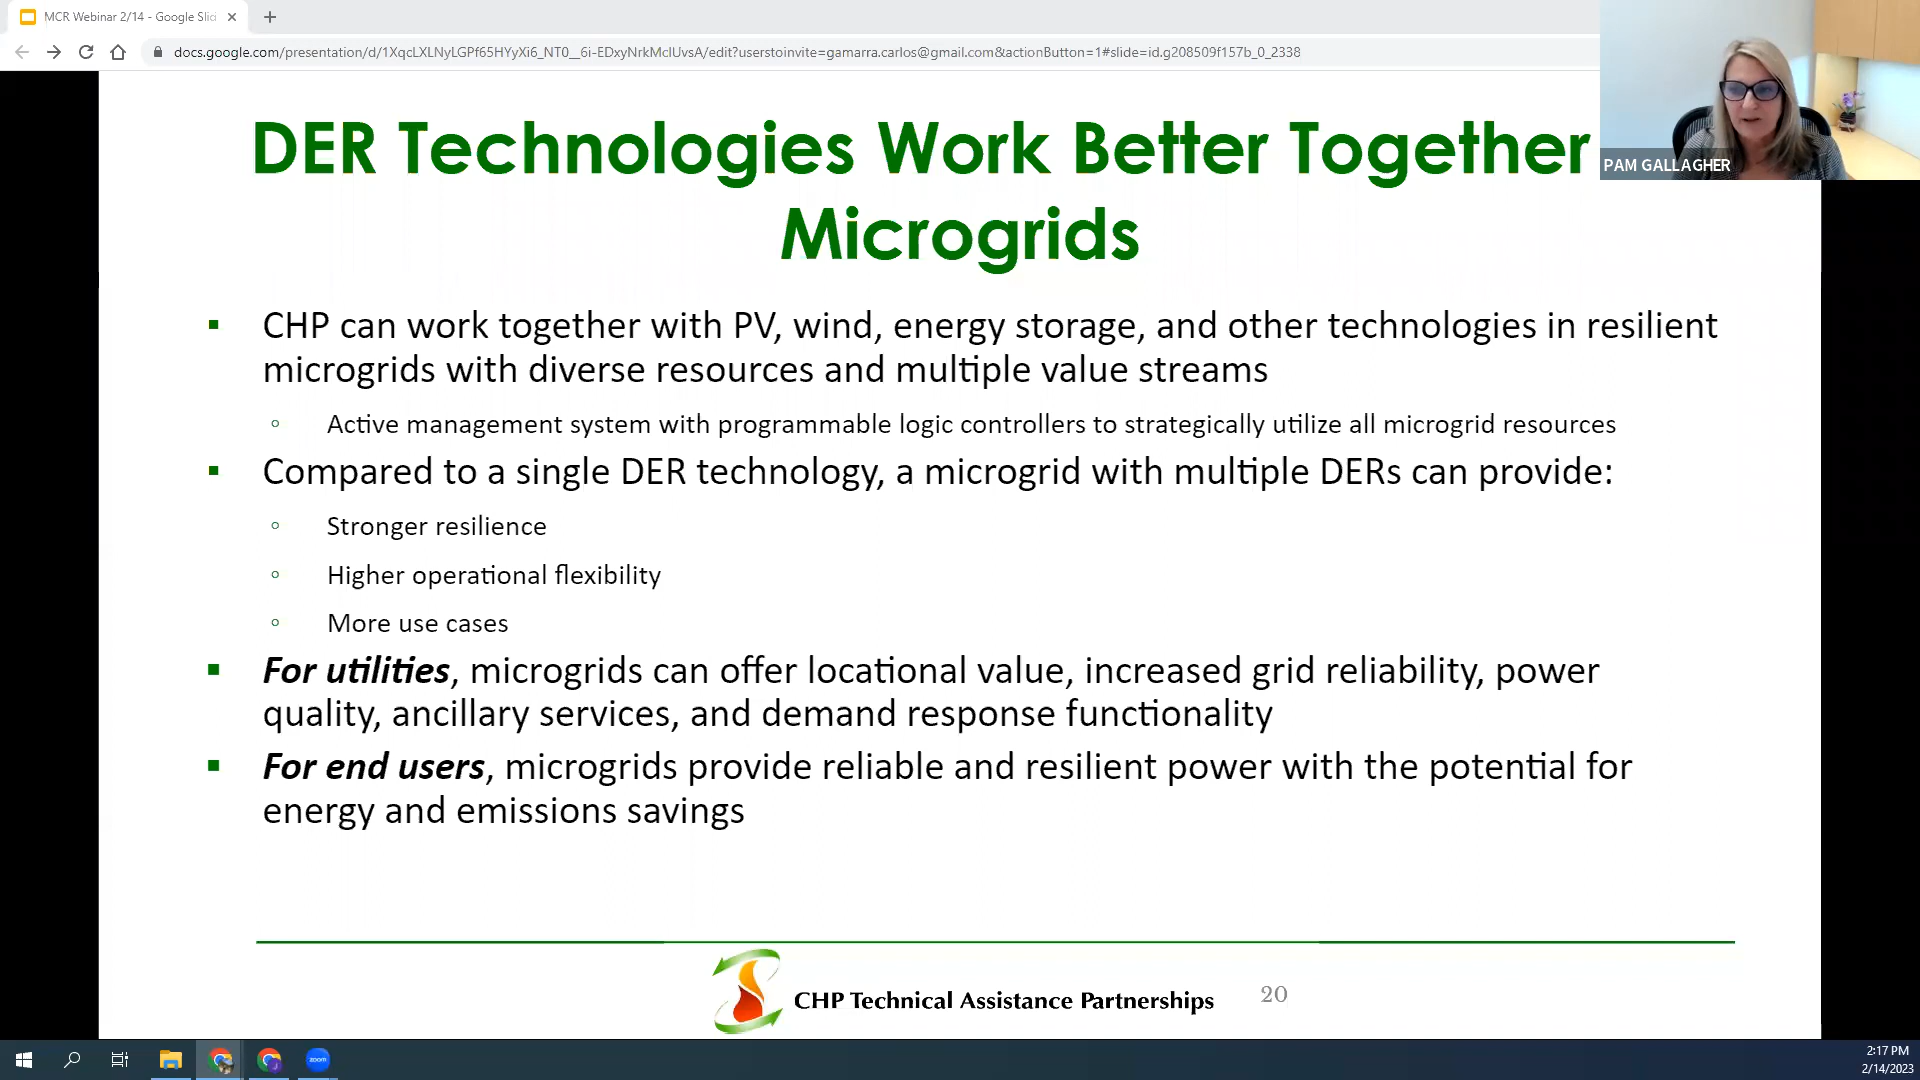 MCR Webinar 2/14 - Google Slid
docs.google.com/presentation/d/1XqcLXLNyLGPf65HYyXi6_NT0__6i-EDxyNrkMcIUvsA/edit?userstoinvite=gamarra.carlos@gmail.com&actionButton=1#slide=id.g208509f157b_0_2338
PAM GALLAGHER
DER Technologies Work Better Together
Microgrids
▪ CHP can work together with PV, wind, energy storage, and other technologies in resilient
microgrids with diverse resources and multiple value streams
◦ Active management system with programmable logic controllers to strategically utilize all microgrid resources
▪ Compared to a single DER technology, a microgrid with multiple DERs can provide:
◦ Stronger resilience
◦ Higher operational flexibility
◦ More use cases
▪ For utilities, microgrids can offer locational value, increased grid reliability, power
quality, ancillary services, and demand response functionality
▪ For end users, microgrids provide reliable and resilient power with the potential for
energy and emissions savings
CHP Technical Assistance Partnerships
20
zoom
2:17 PM
2/14/2023